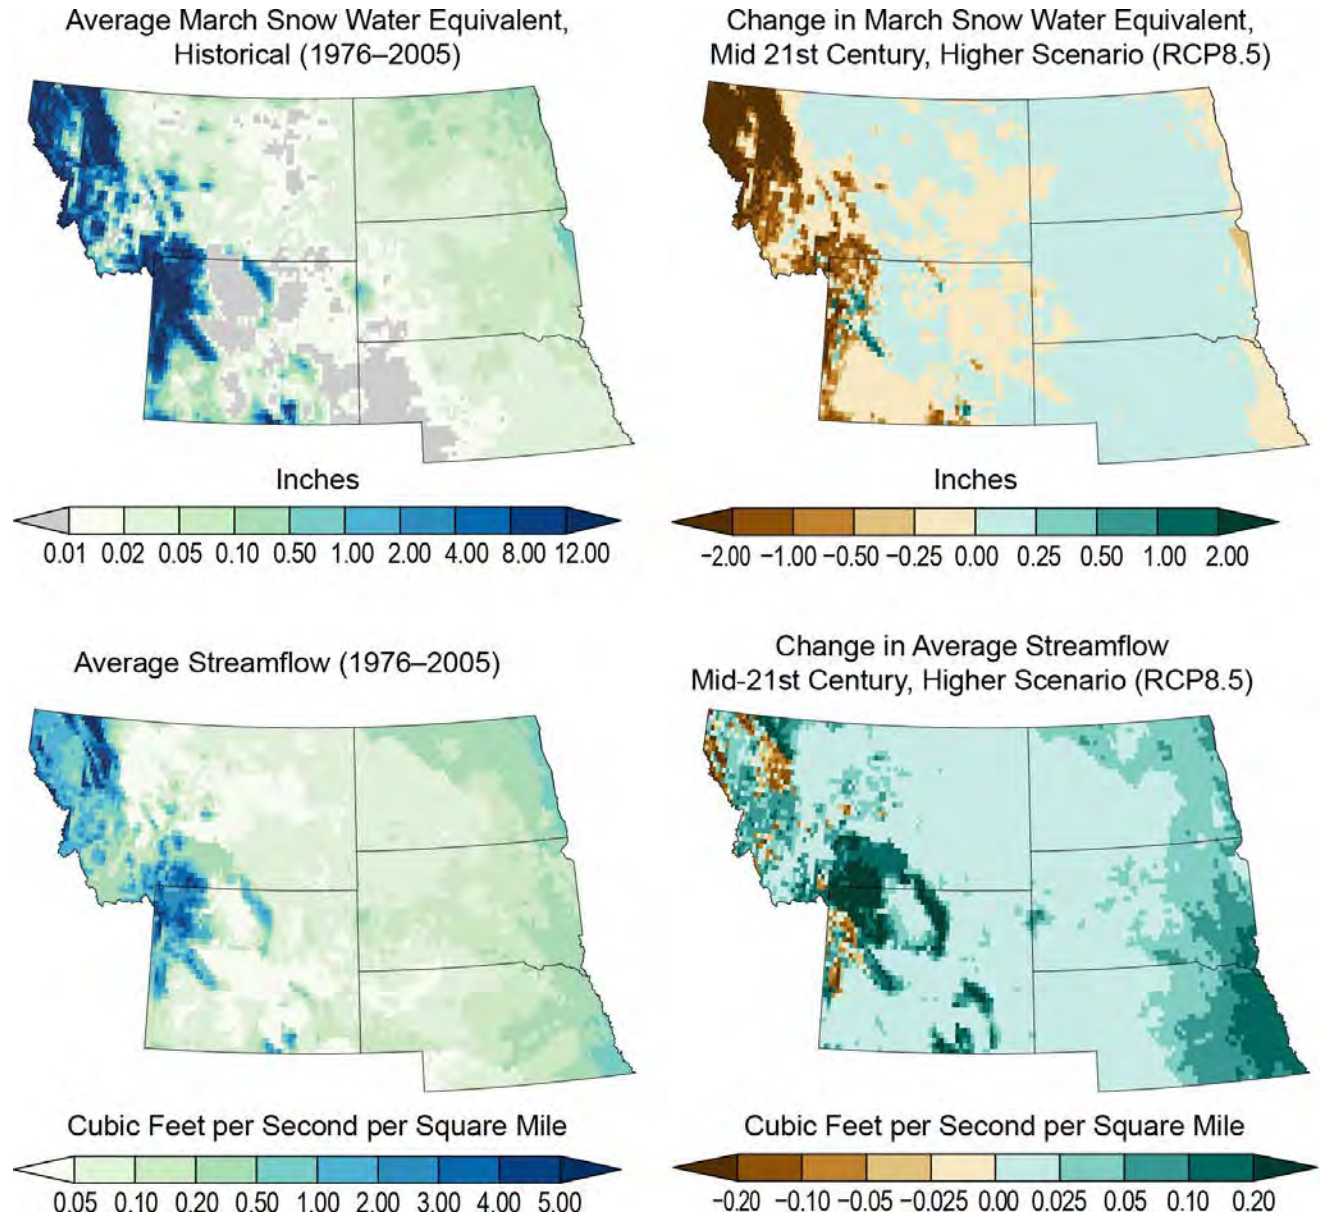 Average March Snow Water Equivalent,
Historical (1976–2005)
Change in March Snow Water Equivalent,
Mid 21st Century, Higher Scenario (RCP8.5)
Inches
0.01 0.02 0.05 0.10 0.50 1.00 2.00 4.00 8.00 12.00
Inches
−2.00 −1.00 −0.50 −0.25 0.00 0.25 0.50 1.00 2.00
Average Streamflow (1976–2005)
Change in Average Streamflow
Mid-21st Century, Higher Scenario (RCP8.5)
Cubic Feet per Second per Square Mile
0.05 0.10 0.20 0.50 1.00 2.00 3.00 4.00 5.00
Cubic Feet per Second per Square Mile
−0.20 −0.10 −0.05 −0.025 0.00 0.025 0.05 0.10 0.20